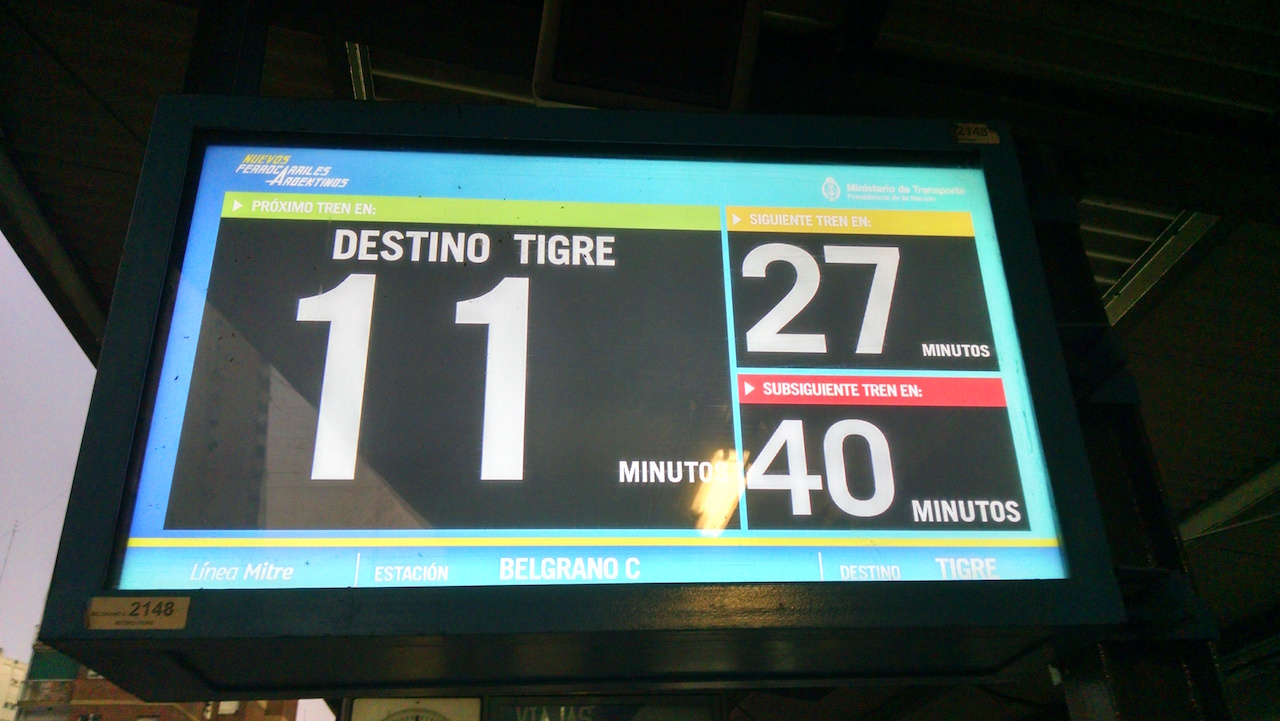 2148
NUEVOS
FERROCARRILES
ARGENTINOS
Ministerio de Transporte
Presidencia de la Nación
PRÓXIMO TREN EN:
DESTINO TIGRE
11
MINUTOS
SIGUIENTE TREN EN:
27
MINUTOS
SUBSIGUIENTE TREN EN:
40
MINUTOS
Línea Mitre
ESTACIÓN
BELGRANO C
DESTINO
TIGRE
2148